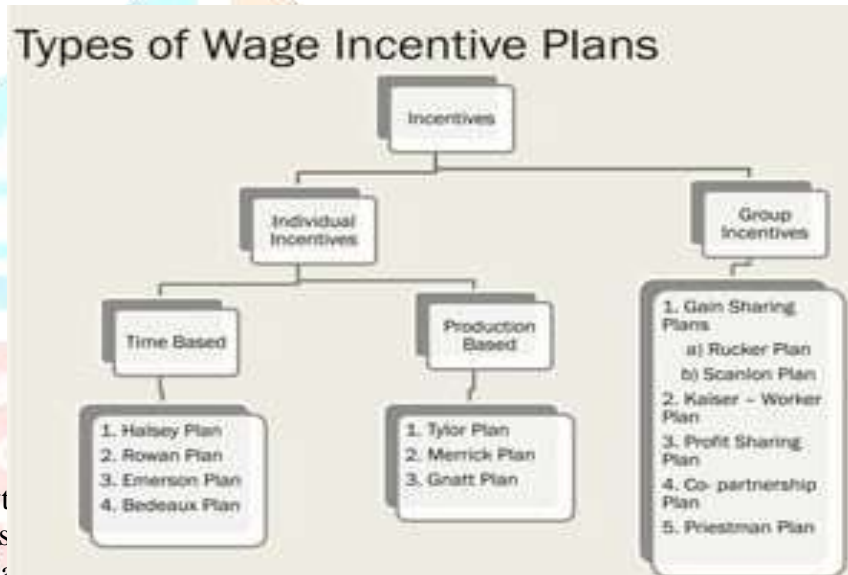 Types of Wage Incentive Plans
Incentives
Individual
Incentives
Group
Incentives
Time Based
Production
Based
1. Halsey Plan
2. Rowan Plan
3. Emerson Plan
4. Bedeaux Plan
1. Tylor Plan
2. Merrick Plan
3. Gnatt Plan
1. Gain Sharing
Plans
a) Rucker Plan
b) Scanlon Plan
2. Kaiser – Worker
Plan
3. Profit Sharing
Plan
4. Co- partnership
Plan
5. Priestman Plan